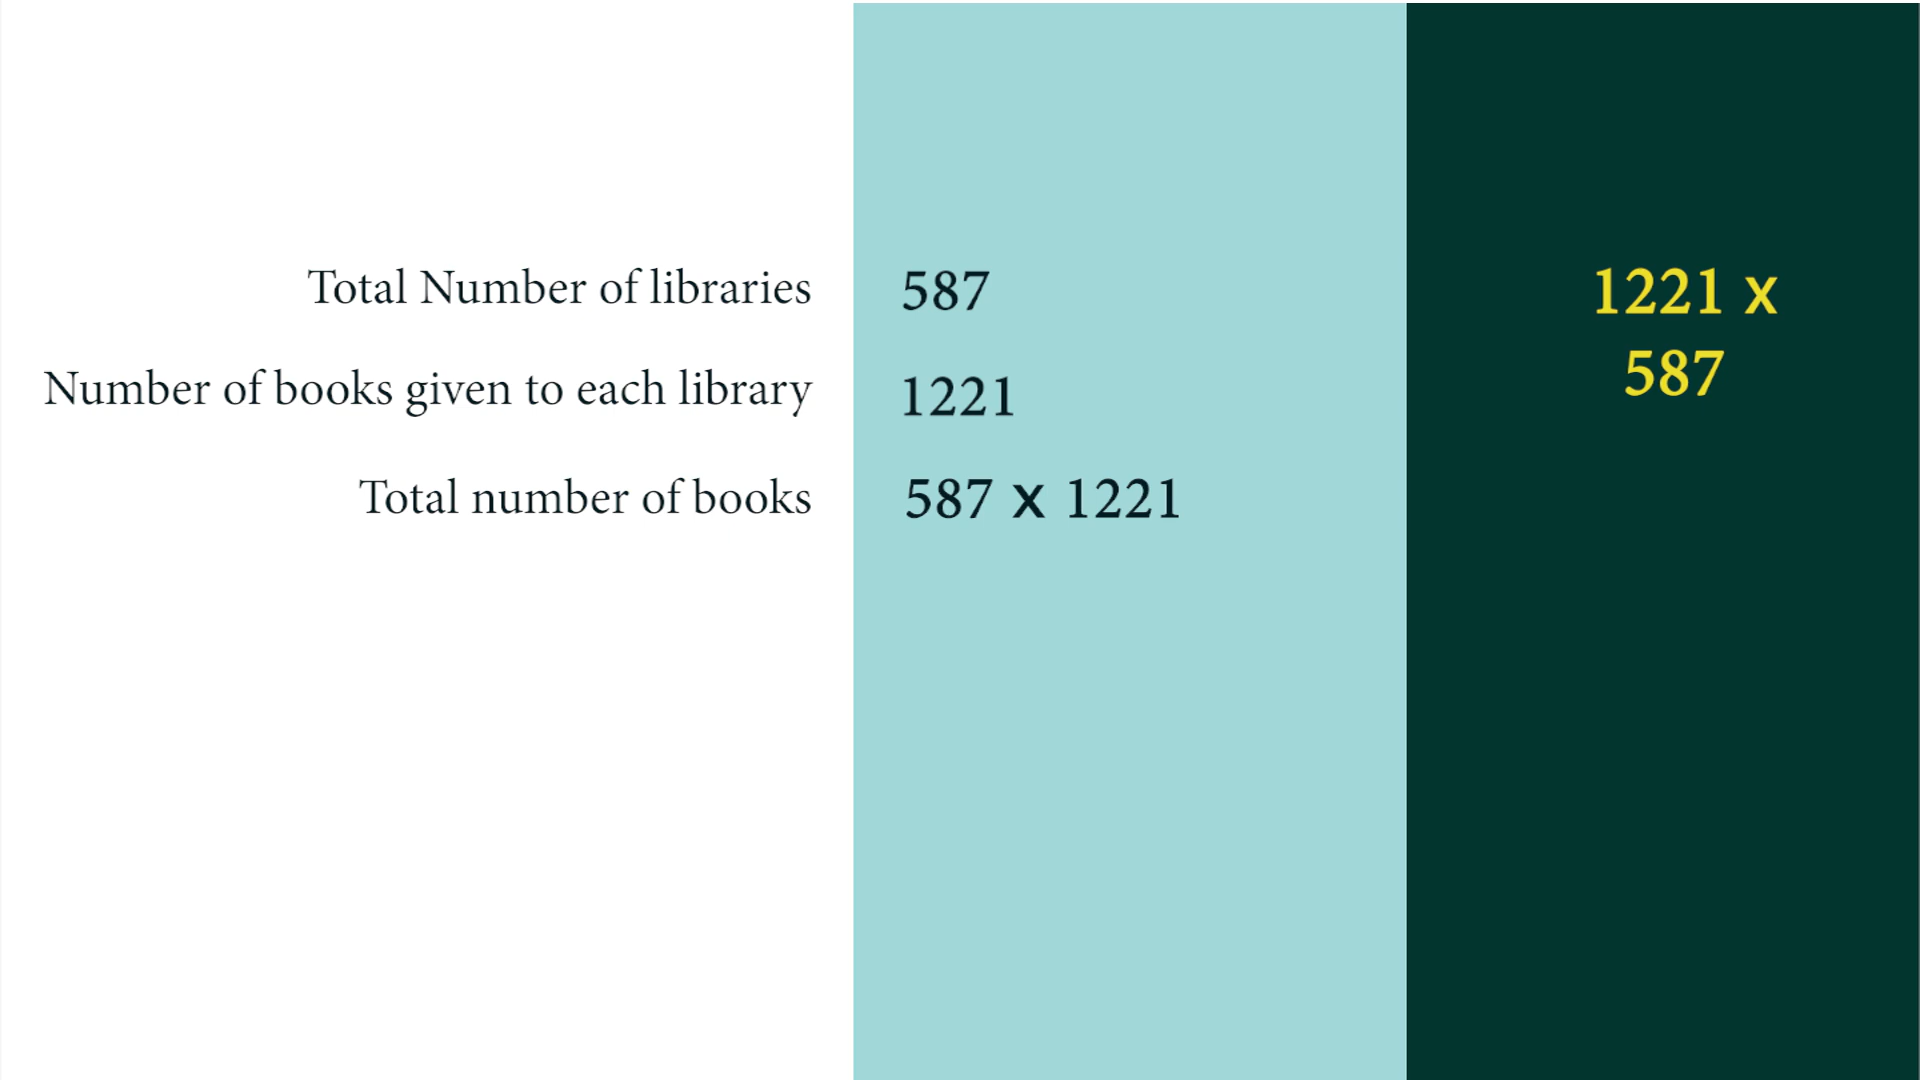 Total Number of libraries 587
Number of books given to each library 1221
Total number of books 587 x 1221
1221 x
587